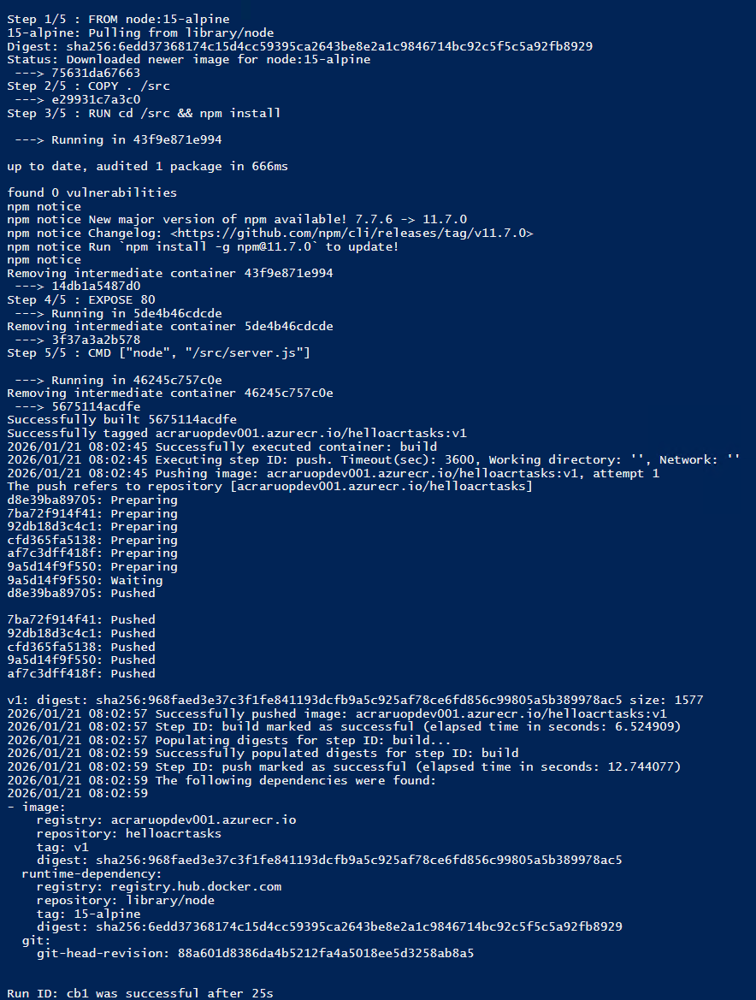 Step 1/5 : FROM node:15-alpine
15-alpine: Pulling from library/node
Digest: sha256:6edd37368174c15d4cc59395ca2643be8e2a1c9846714bc92c5f5c5a92fb8929
Status: Downloaded newer image for node:15-alpine
 ---> 75631da67663
Step 2/5 : COPY . /src
 ---> e29931c7a3c0
Step 3/5 : RUN cd /src && npm install
 ---> Running in 43f9e871e994
up to date, audited 1 package in 666ms
found 0 vulnerabilities
npm notice
npm notice New major version of npm available! 7.7.6 -> 11.7.0
npm notice Changelog: <https://github.com/npm/cli/releases/tag/v11.7.0>
npm notice Run `npm install -g npm@11.7.0` to update!
npm notice
Removing intermediate container 43f9e871e994
 ---> 14db1a5487d0
Step 4/5 : EXPOSE 80
 ---> Running in 5de4b46cdcde
Removing intermediate container 5de4b46cdcde
 ---> 3f37a3a2b578
Step 5/5 : CMD ["node", "/src/server.js"]
 ---> Running in 46245c757c0e
Removing intermediate container 46245c757c0e
 ---> 5675114acdfe
Successfully built 5675114acdfe
Successfully tagged acraruopdev001.azurecr.io/helloacrtasks:v1
2026/01/21 08:02:45 Successfully executed container: build
2026/01/21 08:02:45 Executing step ID: push. Timeout(sec): 3600, Working directory: '', Network: ''
2026/01/21 08:02:45 Pushing image: acraruopdev001.azurecr.io/helloacrtasks:v1, attempt 1
The push refers to repository [acraruopdev001.azurecr.io/helloacrtasks]
d8e39ba89705: Preparing
7ba72f914f41: Preparing
92db18d3c4c1: Preparing
cfd365fa5138: Preparing
af7c3dff418f: Preparing
9a5d14f9f550: Preparing
9a5d14f9f550: Waiting
d8e39ba89705: Pushed
7ba72f914f41: Pushed
92db18d3c4c1: Pushed
cfd365fa5138: Pushed
9a5d14f9f550: Pushed
af7c3dff418f: Pushed
v1: digest: sha256:968faed3e37c3f1fe841193dcfb9a5c925af78ce6fd856c99805a5b389978ac5 size: 1577
2026/01/21 08:02:57 Successfully pushed image: acraruopdev001.azurecr.io/helloacrtasks:v1
2026/01/21 08:02:57 Step ID: build marked as successful (elapsed time in seconds: 6.524909)
2026/01/21 08:02:57 Populating digests for step ID: build...
2026/01/21 08:02:59 Successfully populated digests for step ID: build
2026/01/21 08:02:59 Step ID: push marked as successful (elapsed time in seconds: 12.744077)
2026/01/21 08:02:59 The following dependencies were found:
2026/01/21 08:02:59
- image:
    registry: acraruopdev001.azurecr.io
    repository: helloacrtasks
    tag: v1
    digest: sha256:968faed3e37c3f1fe841193dcfb9a5c925af78ce6fd856c99805a5b389978ac5
  runtime-dependency:
    registry: registry.hub.docker.com
    repository: library/node
    tag: 15-alpine
    digest: sha256:6edd37368174c15d4cc59395ca2643be8e2a1c9846714bc92c5f5c5a92fb8929
  git:
    git-head-revision: 88a601d8386da4b5212fa4a5018ee5d3258ab8a5
Run ID: cb1 was successful after 25s